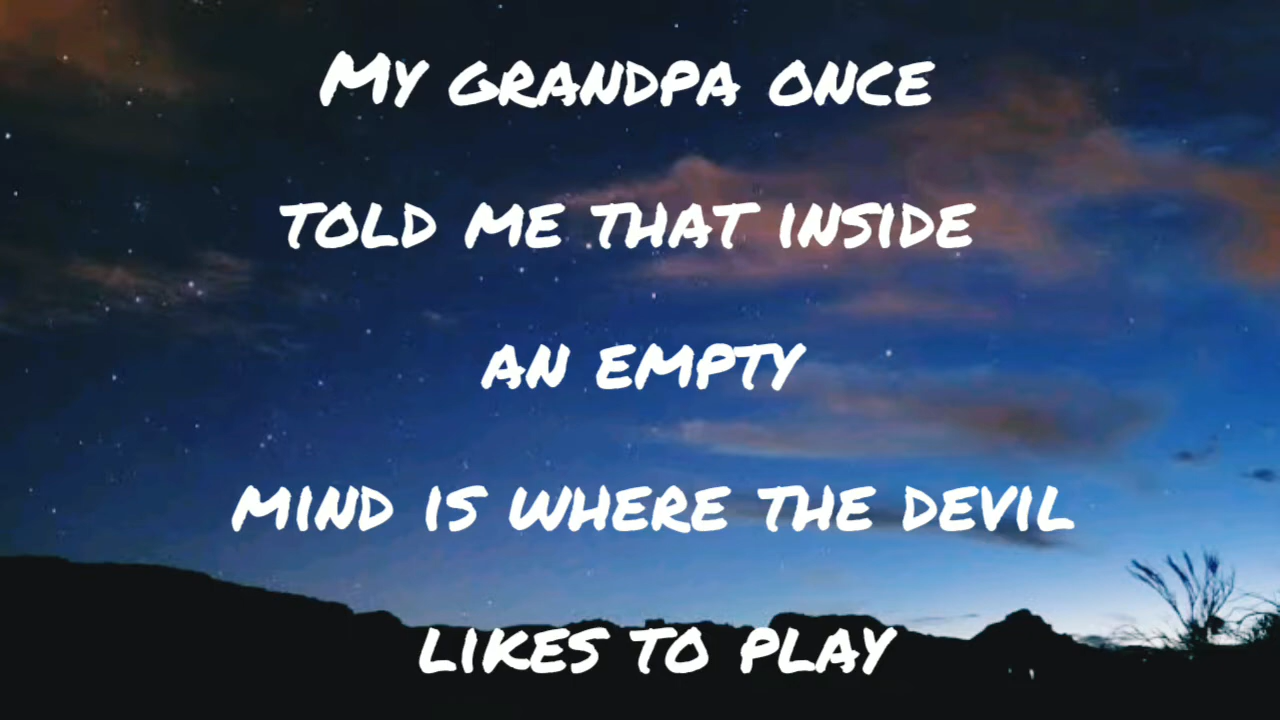 My grandpa once
told me that inside
an empty
mind is where the devil
likes to play